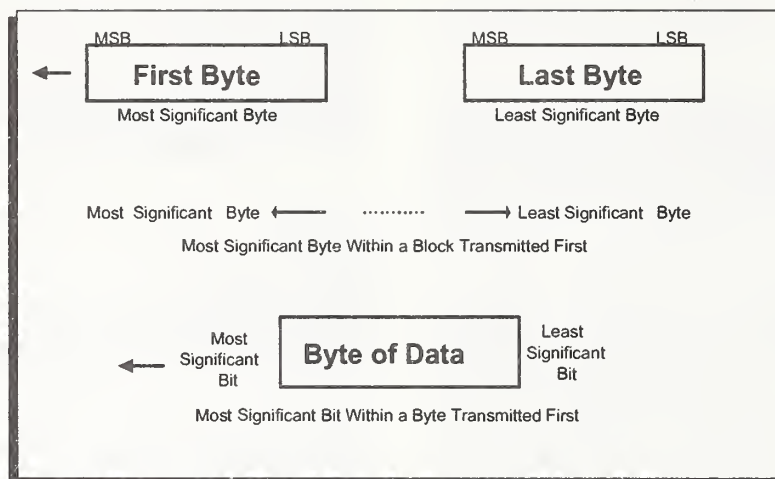 MSB LSB MSB LSB
First Byte Last Byte
Most Significant Byte Least Significant Byte
Most Significant Byte ............ Least Significant Byte
Most Significant Byte Within a Block Transmitted First
Most
Significant
Bit
Byte of Data
Least
Significant
Bit
Most Significant Bit Within a Byte Transmitted First